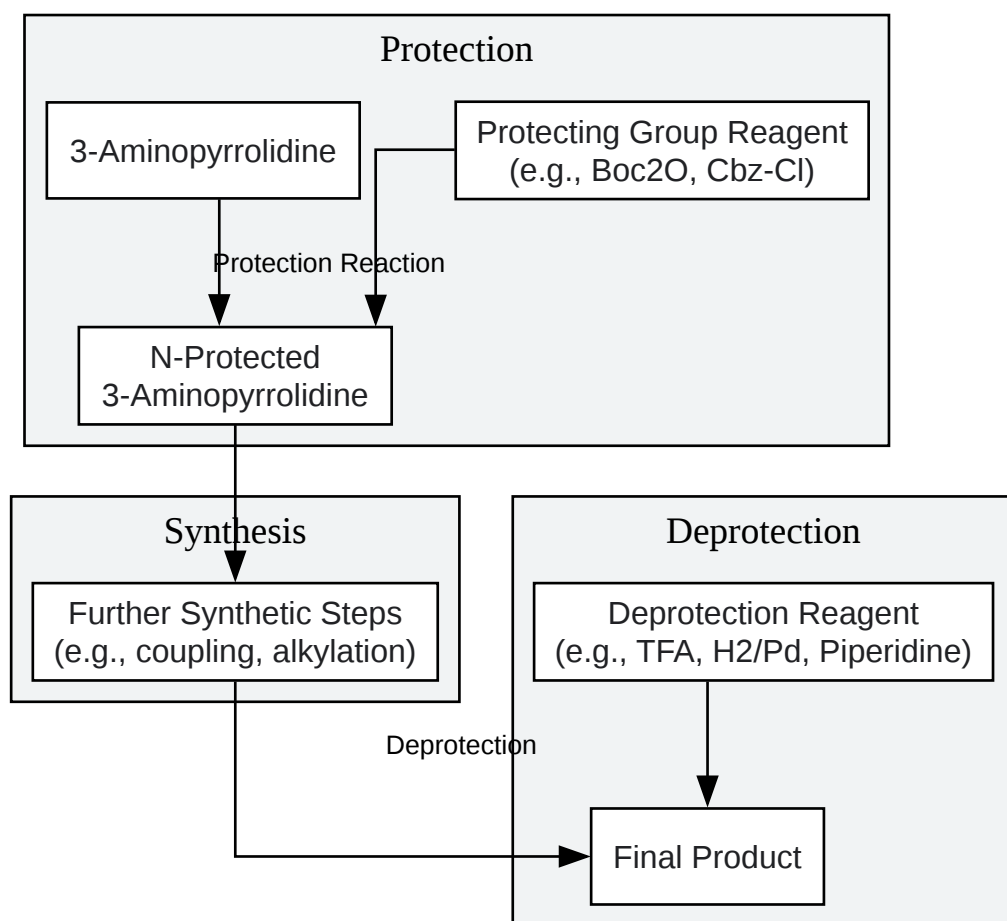 Protection
3-Aminopyrrolidine
Protecting Group Reagent
(e.g., Boc2O, Cbz-Cl)
Protection Reaction
N-Protected
3-Aminopyrrolidine
Synthesis
Further Synthetic Steps
(e.g., coupling, alkylation)
Deprotection
Deprotection Reagent
(e.g., TFA, H2/Pd, Piperidine)
Deprotection
Final Product